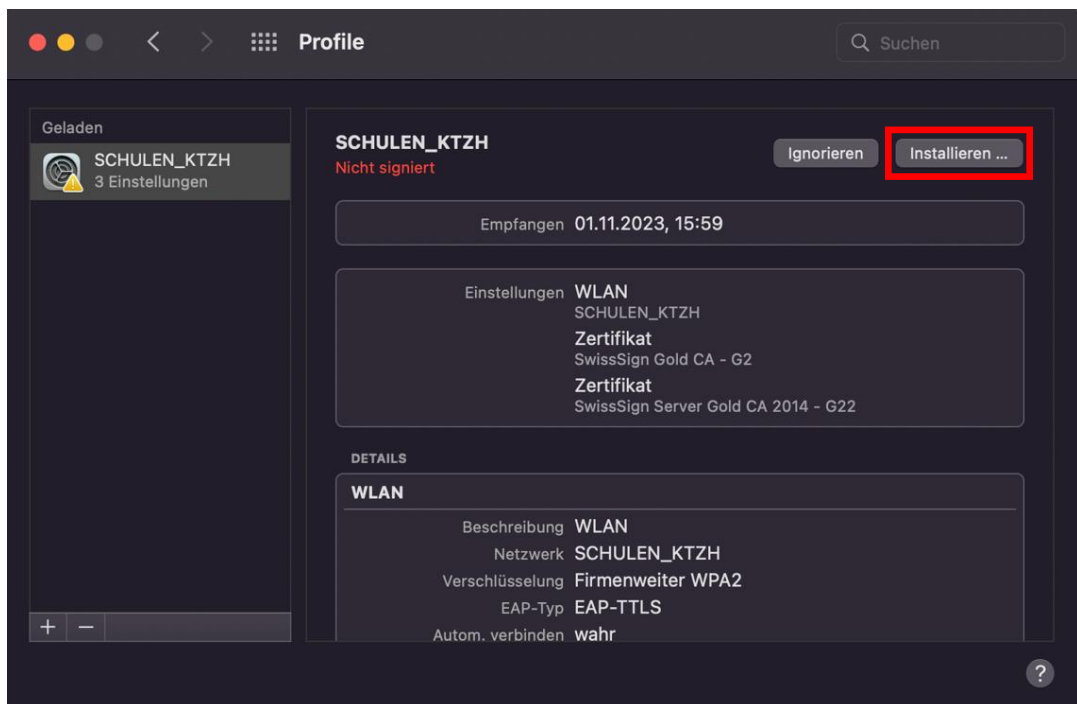 Profile
Suchen
Geladen
SCHULEN_KTZH
3 Einstellungen
SCHULEN_KTZH
Nicht signiert
Ignorieren
Installieren ...
Empfangen 01.11.2023, 15:59
Einstellungen WLAN
SCHULEN_KTZH
Zertifikat
SwissSign Gold CA - G2
Zertifikat
SwissSign Server Gold CA 2014 - G22
DETAILS
WLAN
Beschreibung WLAN
Netzwerk SCHULEN_KTZH
Verschlüsselung Firmenweiter WPA2
EAP-Typ EAP-TTLS
Autom. verbinden wahr
+ −
?